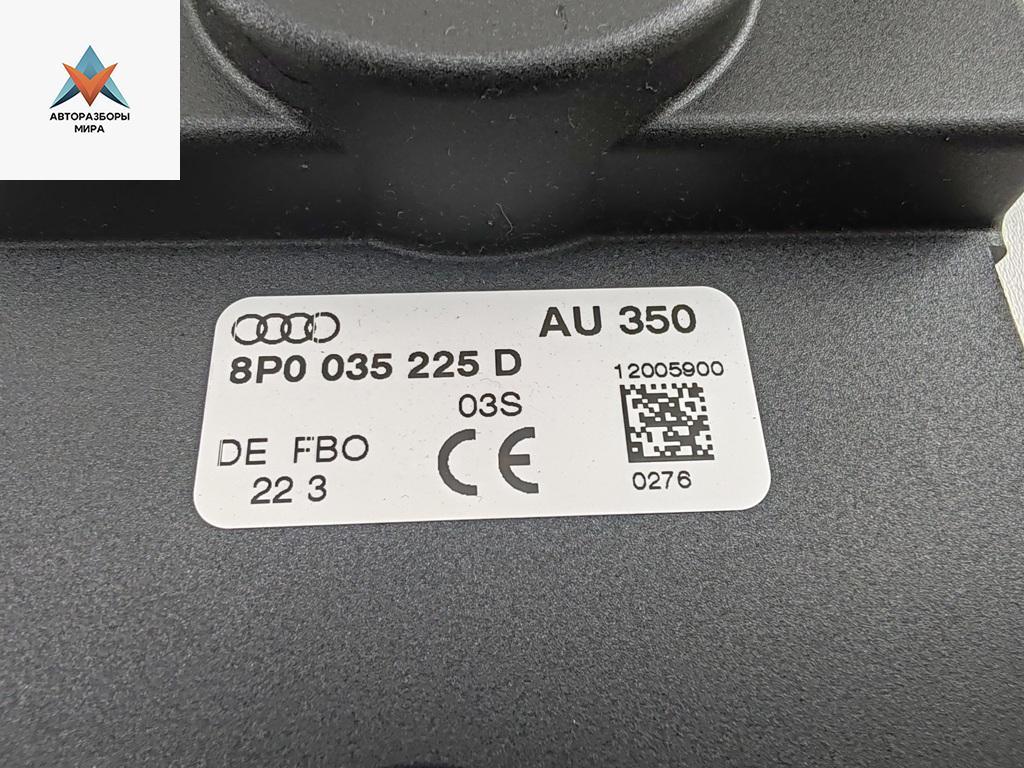 АВТОРАЗБОРЫ
МИРА
AU 350
8P0 035 225 D
12005900
03S
DE FBO
CE
22 3
0276